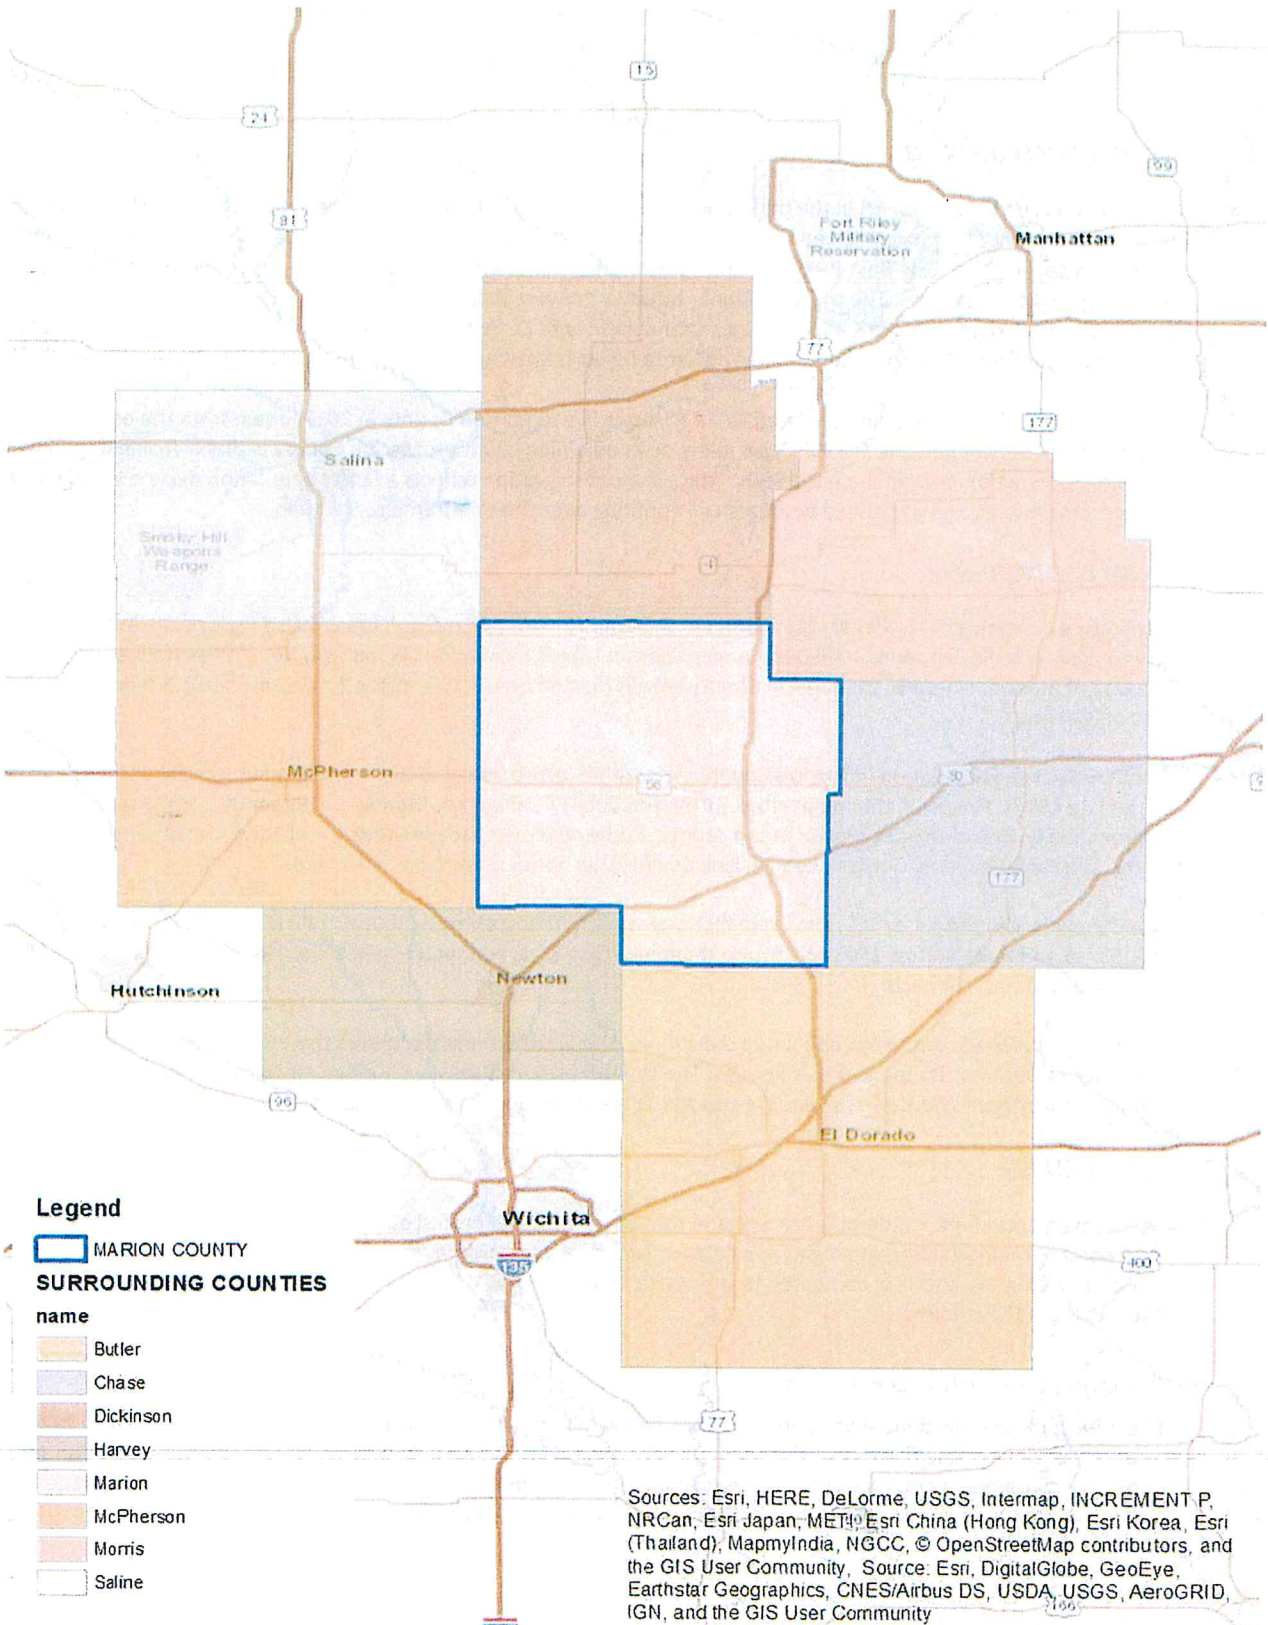 15
24
99
81
Fort Riley
Military
Reservation
Manhattan
77
177
Salina
Smoky Hill
Weapons
Range
4
McPherson
56
50
177
Newton
Hutchinson
96
El Dorado
Wichita
135
400
77
166
Legend
MARION COUNTY
SURROUNDING COUNTIES
name
Butler
Chase
Dickinson
Harvey
Marion
McPherson
Morris
Saline
Sources: Esri, HERE, DeLorme, USGS, Intermap, INCREMENT P,
NRCan, Esri Japan, METI, Esri China (Hong Kong), Esri Korea, Esri
(Thailand), MapmyIndia, NGCC, © OpenStreetMap contributors, and
the GIS User Community, Source: Esri, DigitalGlobe, GeoEye,
Earthstar Geographics, CNES/Airbus DS, USDA, USGS, AeroGRID,
IGN, and the GIS User Community